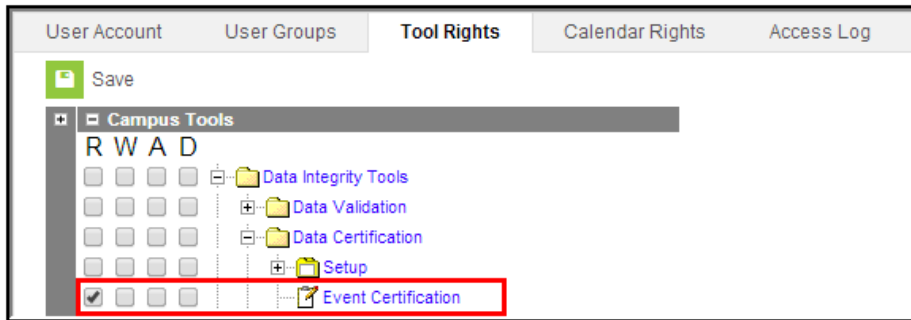 User Account User Groups Tool Rights Calendar Rights Access Log
Save
Campus Tools
R W A D
Data Integrity Tools
Data Validation
Data Certification
Setup
Event Certification